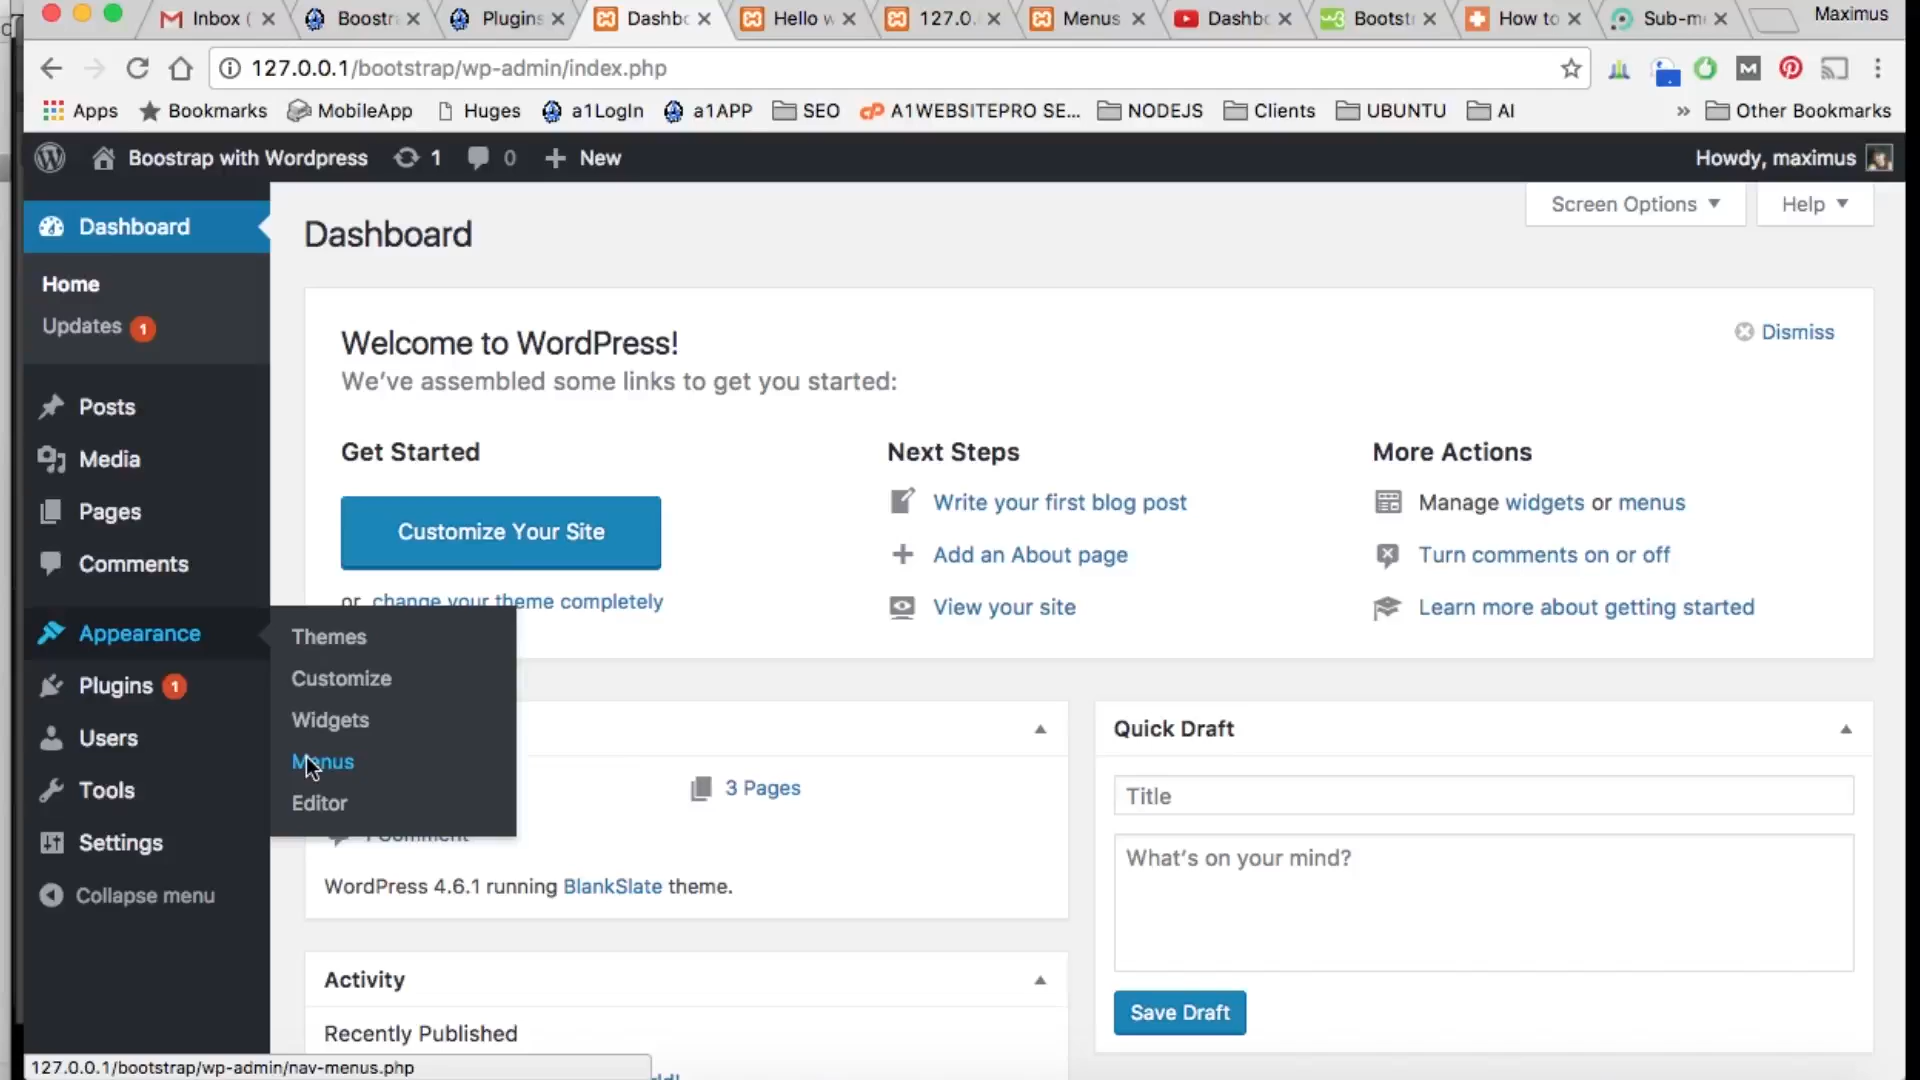 Inbox (
Boostr
Plugins
Dashbo
Hello w
127.0.
Menus
Dashbo
Bootst
How to
Sub-m
Maximus
127.0.0.1/bootstrap/wp-admin/index.php
Apps
Bookmarks
MobileApp
Huges
a1LogIn
a1APP
SEO
A1WEBSITEPRO SE...
NODEJS
Clients
UBUNTU
AI
»
Other Bookmarks
Boostrap with Wordpress
1
0
New
Howdy, maximus
Dashboard
Home
Updates 1
Posts
Media
Pages
Comments
Appearance
Plugins 1
Users
Tools
Settings
Collapse menu
Themes
Customize
Widgets
Menus
Editor
Screen Options
Help
Dashboard
Welcome to WordPress!
We've assembled some links to get you started:
Dismiss
Get Started
Customize Your Site
or, change your theme completely
Next Steps
Write your first blog post
Add an About page
View your site
More Actions
Manage widgets or menus
Turn comments on or off
Learn more about getting started
3 Pages
1 Comment
WordPress 4.6.1 running BlankSlate theme.
Activity
Recently Published
Quick Draft
Title
What's on your mind?
Save Draft
127.0.0.1/bootstrap/wp-admin/nav-menus.php